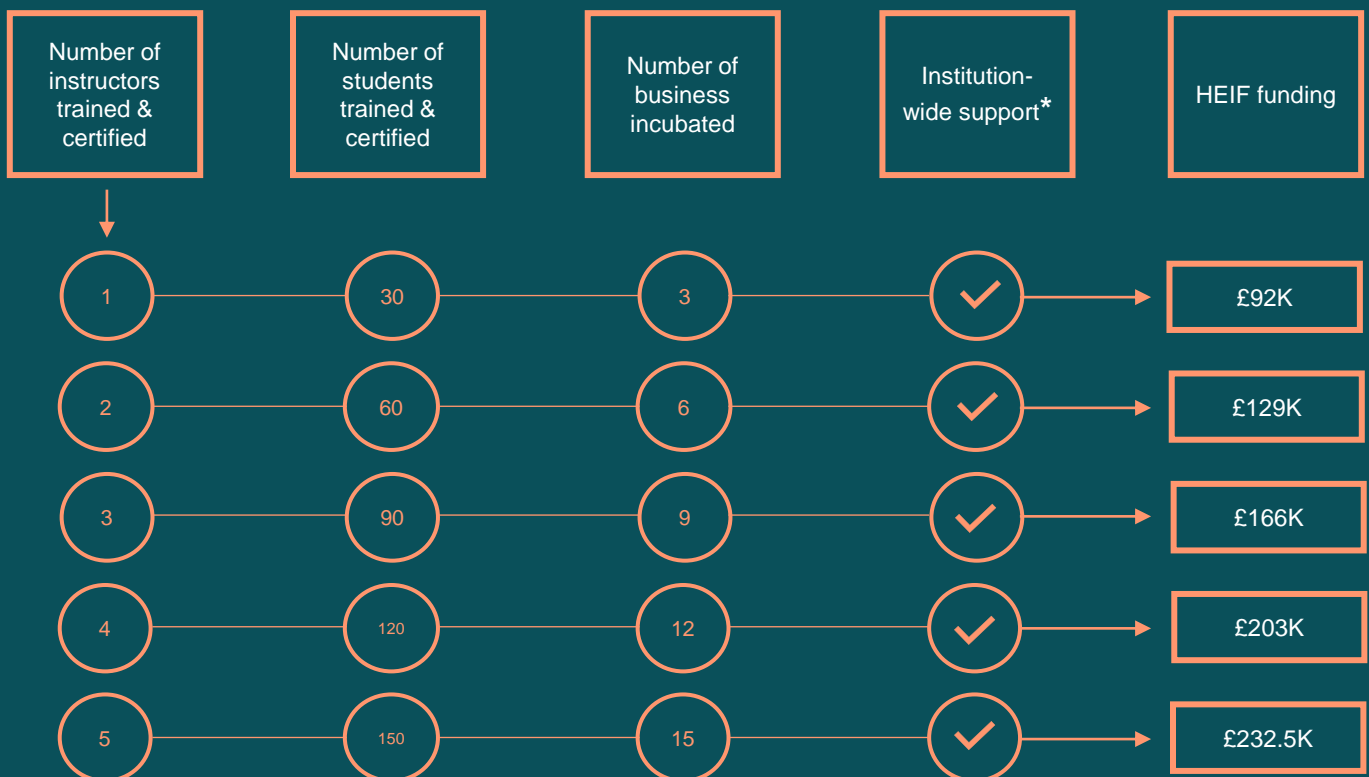 Number of
instructors
trained &
certified
Number of
students
trained &
certified
Number of
business
incubated
Institution-
wide support*
HEIF funding
1
30
3
£92K
2
60
6
£129K
3
90
9
£166K
4
120
12
£203K
5
150
15
£232.5K